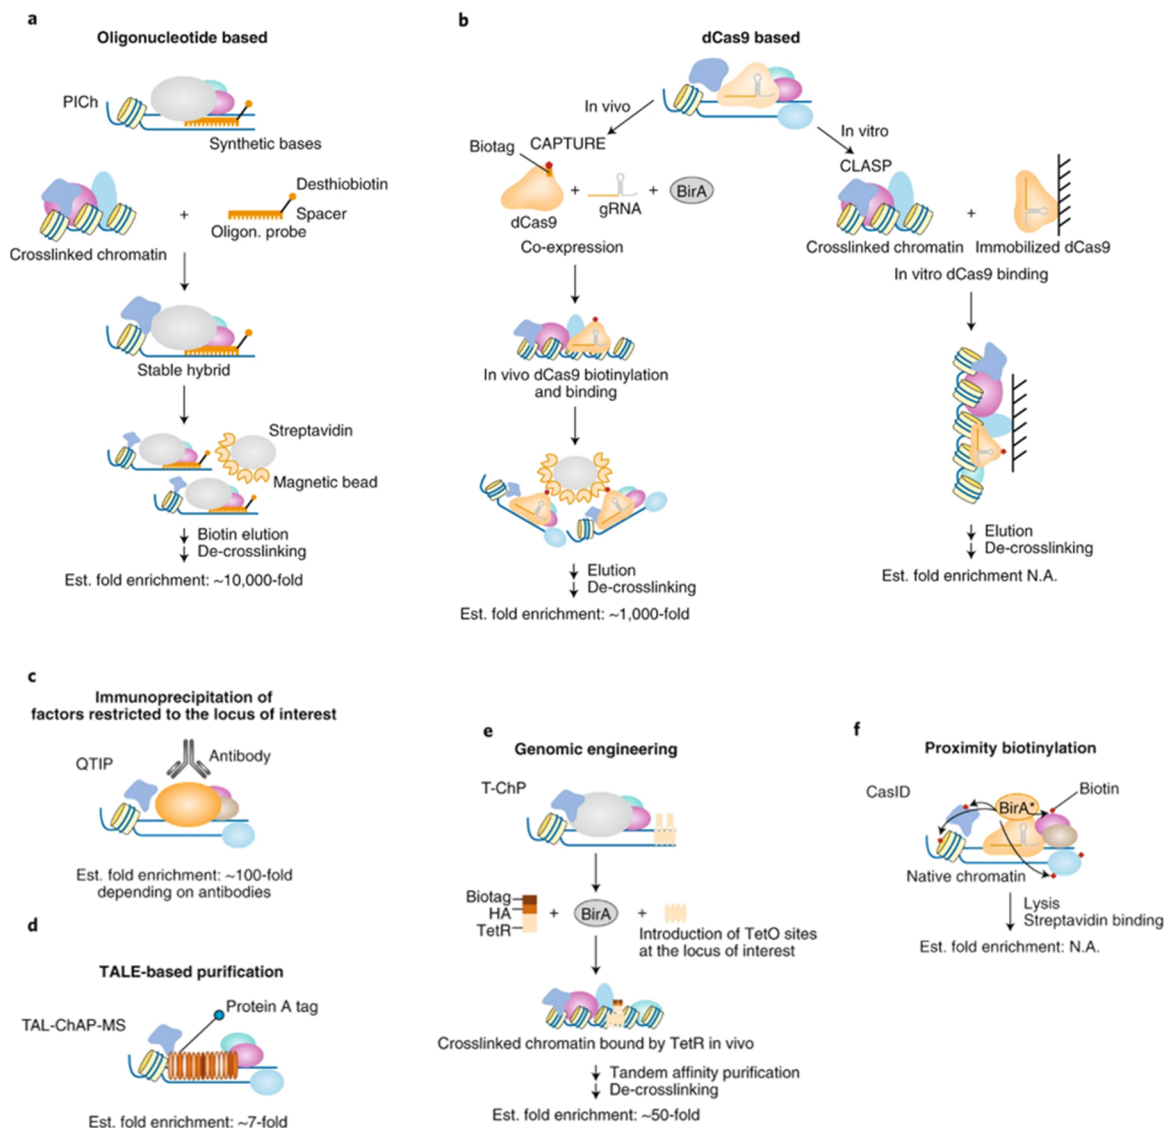 a
Oligonucleotide based
PICh
Synthetic bases
Desthiobiotin
Spacer
+
Oligon. probe
Crosslinked chromatin
Stable hybrid
Streptavidin
Magnetic bead
Biotin elution
De-crosslinking
Est. fold enrichment: ~10,000-fold
b
dCas9 based
In vivo
In vitro
CAPTURE
Biotag
+
+
BirA
gRNA
dCas9
Co-expression
In vivo dCas9 biotinylation
and binding
Elution
De-crosslinking
Est. fold enrichment: ~1,000-fold
CLASP
+
Crosslinked chromatin
Immobilized dCas9
In vitro dCas9 binding
Elution
De-crosslinking
Est. fold enrichment N.A.
c
Immunoprecipitation of
factors restricted to the locus of interest
QTIP
Antibody
Est. fold enrichment: ~100-fold
depending on antibodies
d
TALE-based purification
Protein A tag
TAL-ChAP-MS
Est. fold enrichment: ~7-fold
e
Genomic engineering
T-ChP
Biotag
HA
TetR
+
BirA
+
Introduction of TetO sites
at the locus of interest
Crosslinked chromatin bound by TetR in vivo
Tandem affinity purification
De-crosslinking
Est. fold enrichment: ~50-fold
f
Proximity biotinylation
CasID
BirA*
Biotin
Native chromatin
Lysis
Streptavidin binding
Est. fold enrichment: N.A.